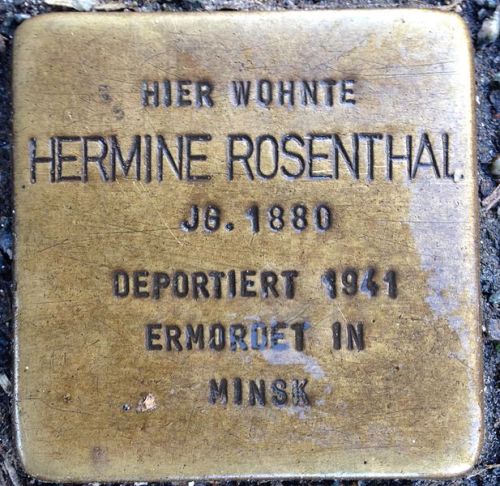 HIER WOHNTE
HERMINE ROSENTHAL
JG. 1880
DEPORTIERT 1941
ERMORDET IN
MINSK